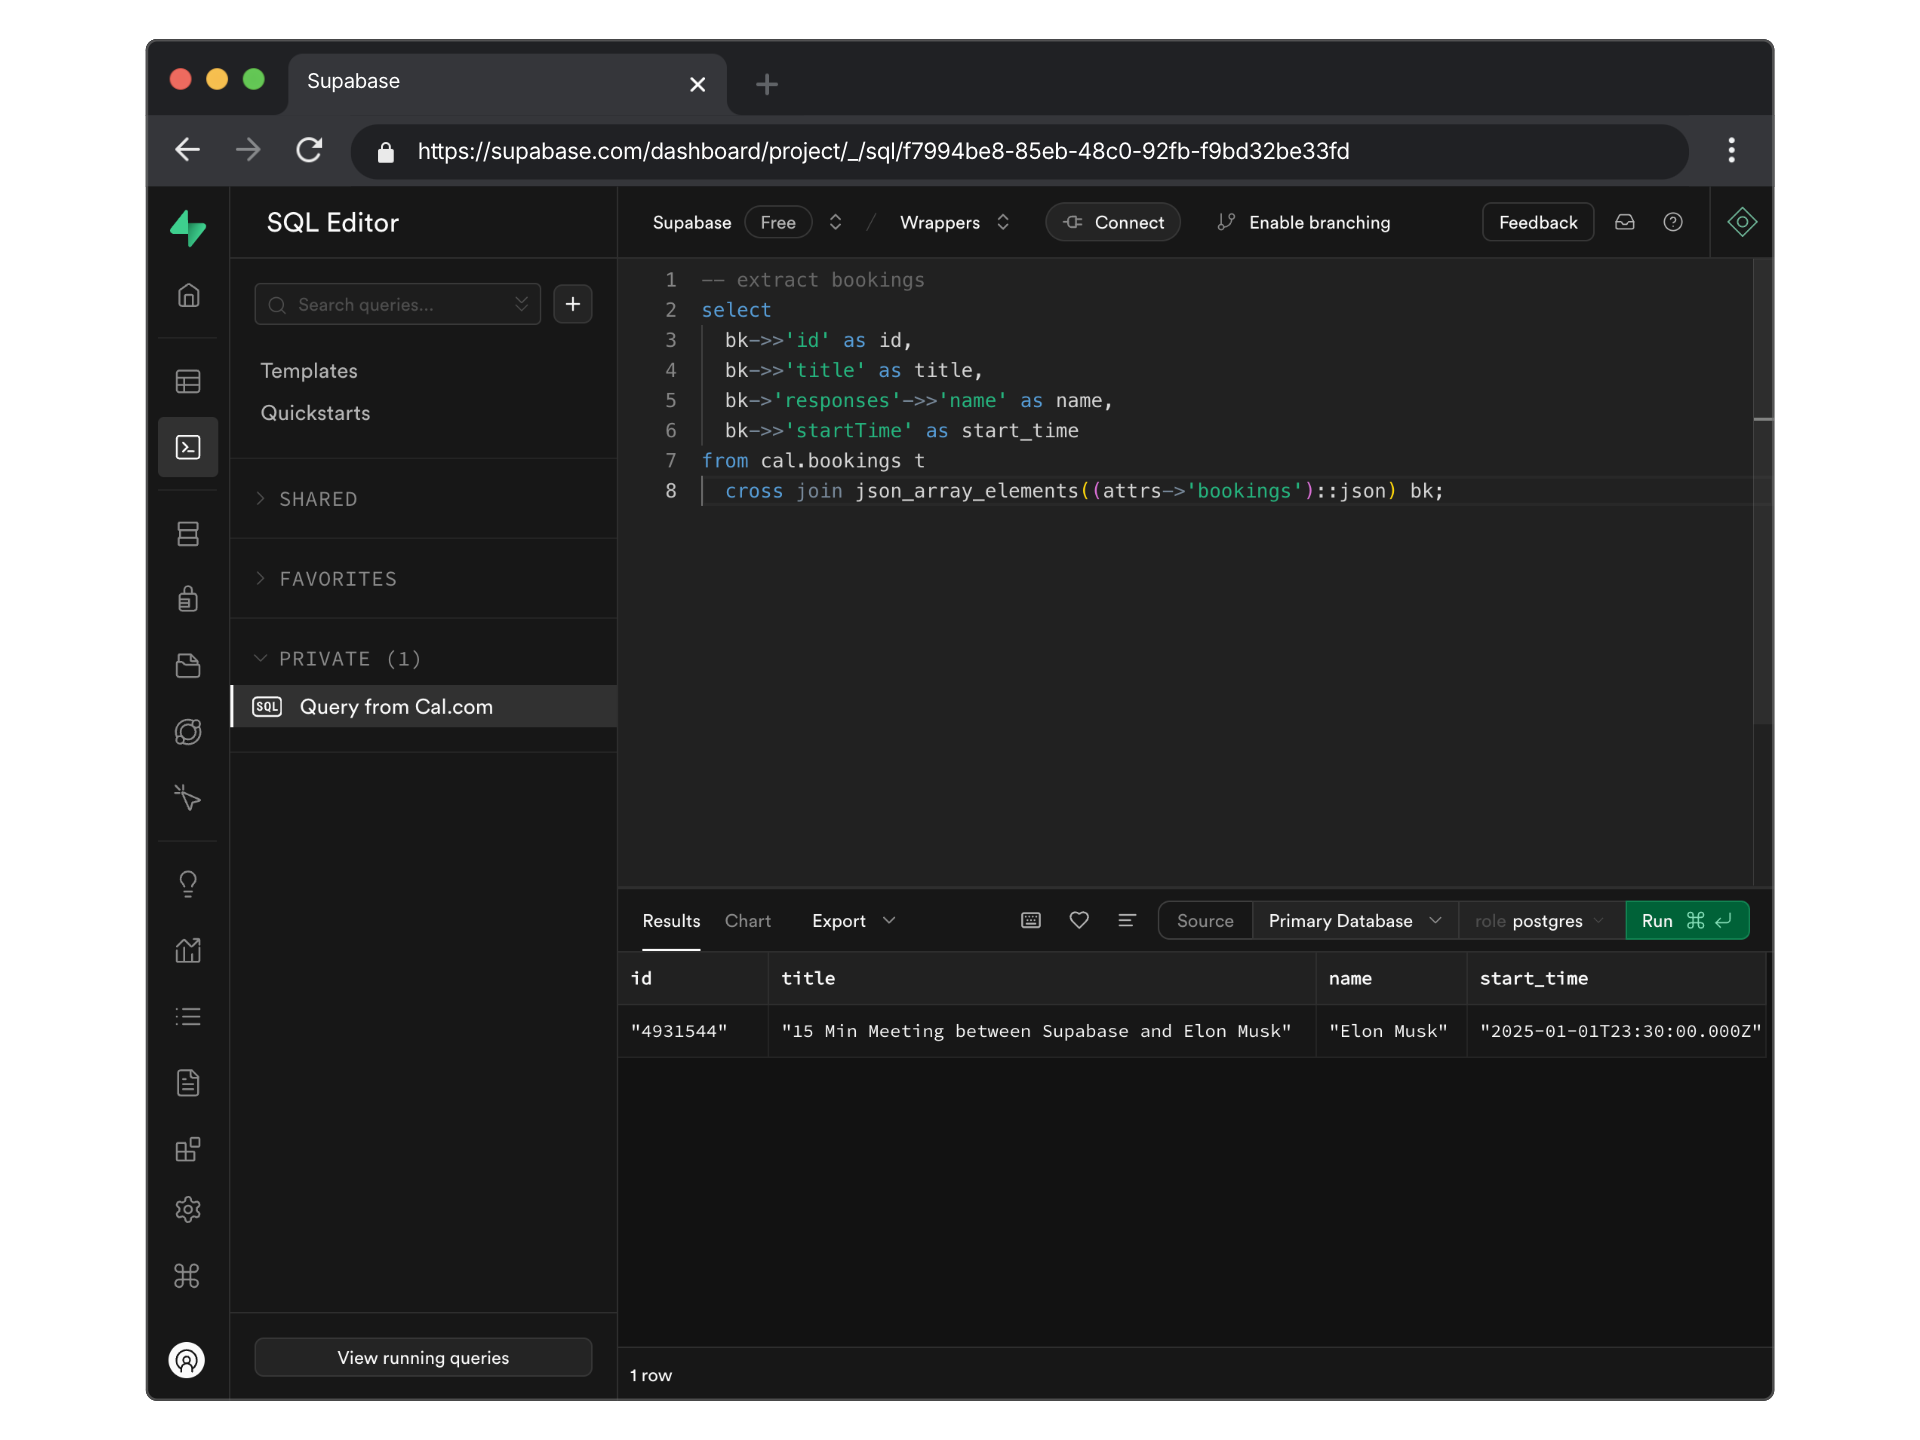 Supabase
https://supabase.com/dashboard/project/_/sql/f7994be8-85eb-48c0-92fb-f9bd32be33fd
SQL Editor
Supabase Free / Wrappers Connect Enable branching Feedback
Search queries...
Templates
Quickstarts
SHARED
FAVORITES
PRIVATE (1)
SQL Query from Cal.com
View running queries
1 -- extract bookings
2 select
3 bk->>'id' as id,
4 bk->>'title' as title,
5 bk->'responses'->>'name' as name,
6 bk->>'startTime' as start_time
7 from cal.bookings t
8 cross join json_array_elements((attrs->'bookings')::json) bk;
Results Chart Export Source Primary Database role postgres Run ⌘ ↵
id title name start_time
"4931544" "15 Min Meeting between Supabase and Elon Musk" "Elon Musk" "2025-01-01T23:30:00.000Z"
1 row